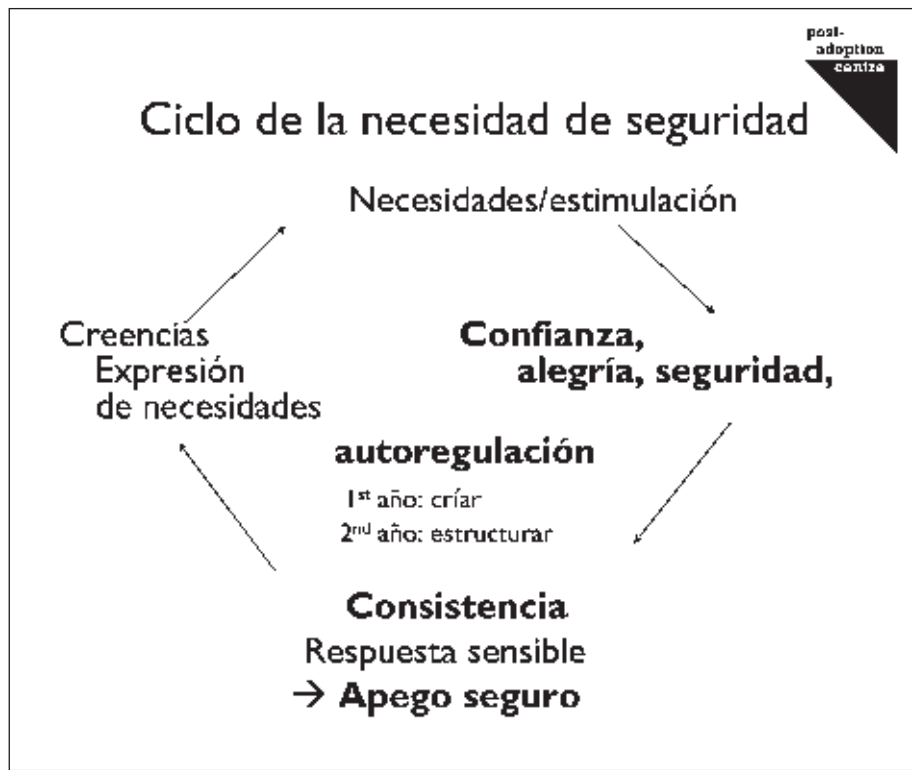 post-
adoption
centre
Ciclo de la necesidad de seguridad
Necesidades/estimulación
Creencías
Expresión
de necesidades
Confianza,
alegría, seguridad,
autoregulación
1st año: críar
2nd año: estructurar
Consistencia
Respuesta sensible
→ Apego seguro